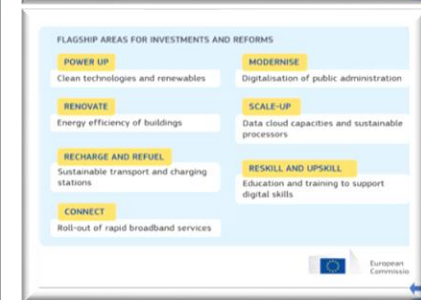 FLAGSHIP AREAS FOR INVESTMENTS AND REFORMS
POWER UP
Clean technologies and renewables
RENOVATE
Energy efficiency of buildings
RECHARGE AND REFUEL
Sustainable transport and charging
stations
CONNECT
Roll-out of rapid broadband services
MODERNISE
Digitalisation of public administration
SCALE-UP
Data cloud capacities and sustainable
processors
RESKILL AND UPSKILL
Education and training to support
digital skills
European
Commissio